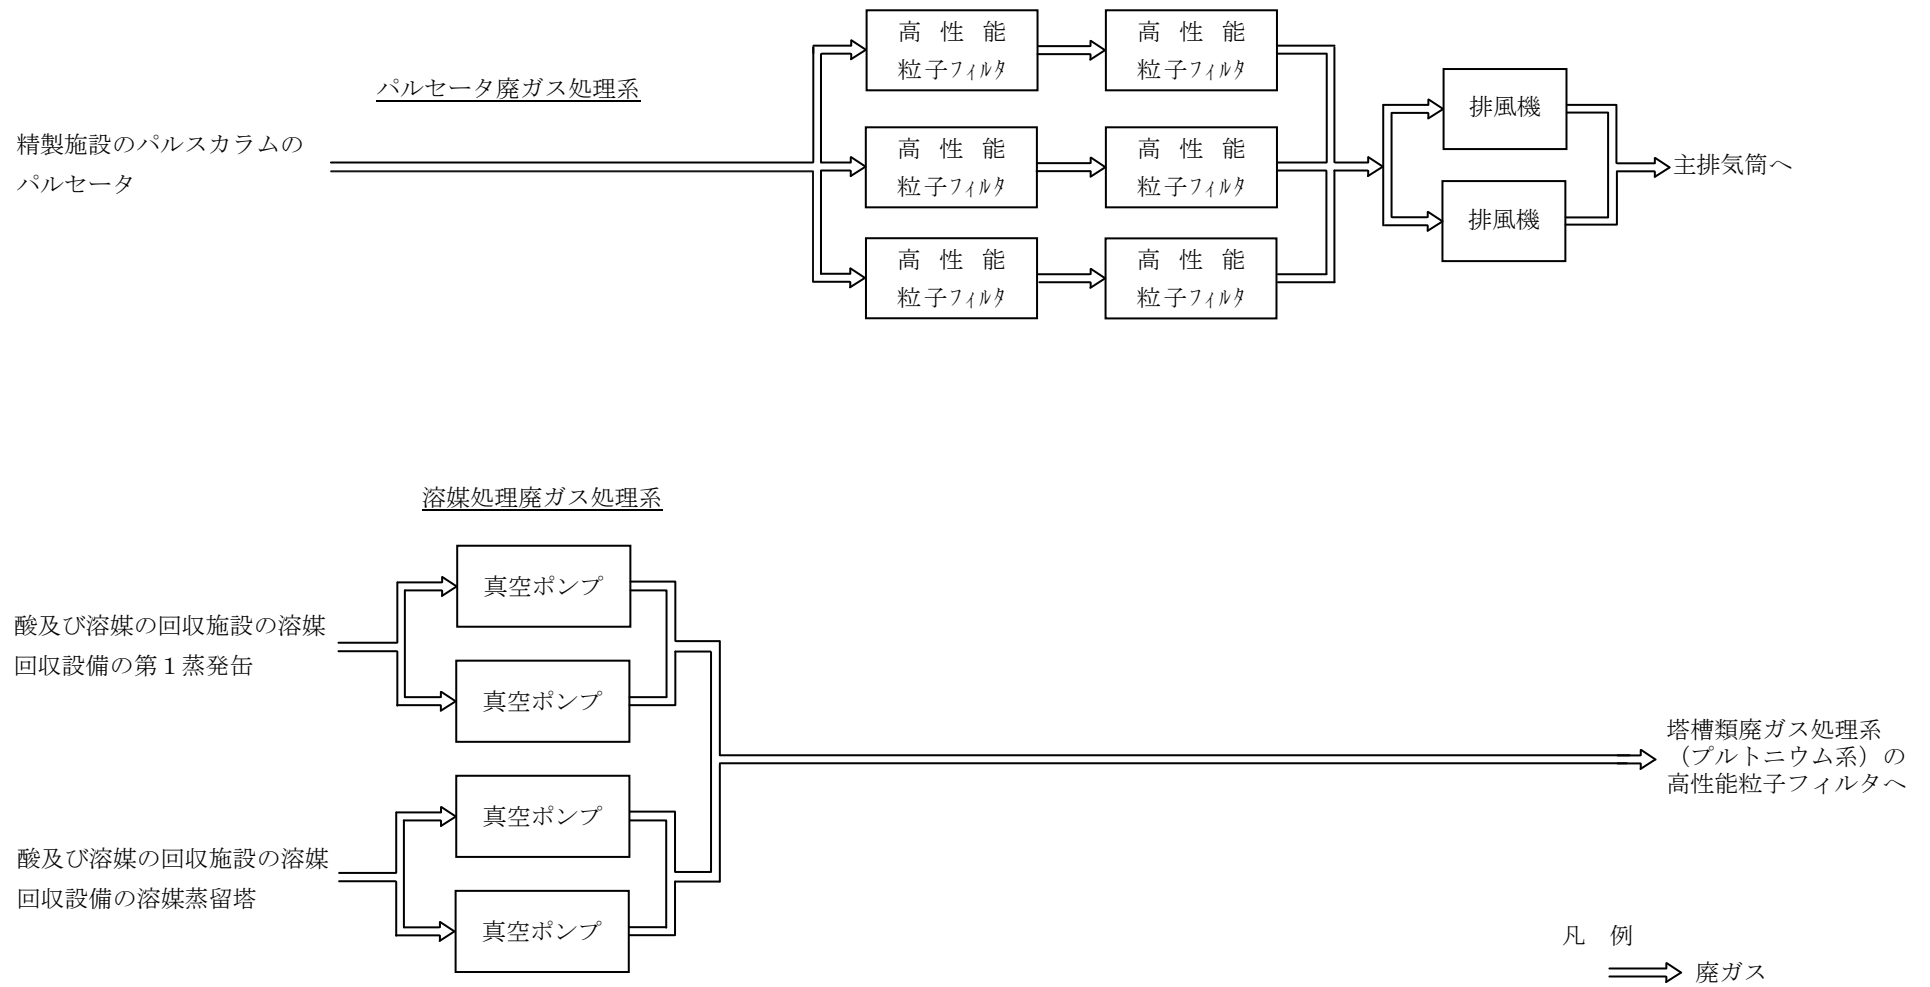 パルセータ廃ガス処理系
精製施設のパルスカラムの
パルセータ
高 性 能
粒子フィルタ
高 性 能
粒子フィルタ
高 性 能
粒子フィルタ
高 性 能
粒子フィルタ
高 性 能
粒子フィルタ
高 性 能
粒子フィルタ
排風機
排風機
主排気筒へ
溶媒処理廃ガス処理系
酸及び溶媒の回収施設の溶媒
回収設備の第1蒸発缶
真空ポンプ
真空ポンプ
酸及び溶媒の回収施設の溶媒
回収設備の溶媒蒸留塔
真空ポンプ
真空ポンプ
塔槽類廃ガス処理系
(プルトニウム系)の
高性能粒子フィルタへ
凡 例
廃ガス